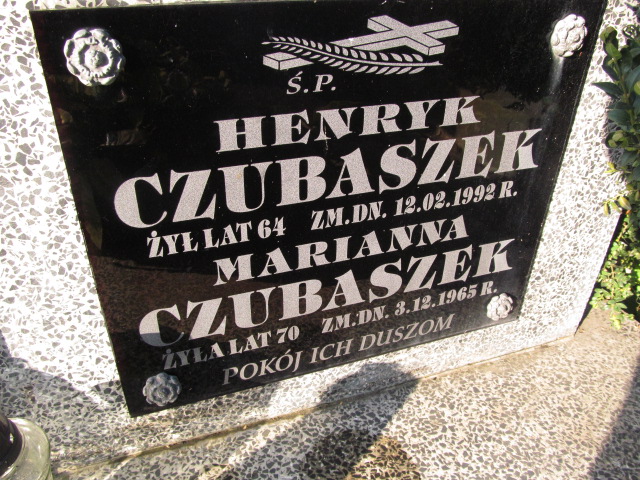 Ś.P.
HENRYK
CZUBASZEK
ŻYŁ LAT 64 ZM.DN. 12.02.1992 R.
MARIANNA
CZUBASZEK
ŻYŁA LAT 70 ZM.DN. 3.12.1965 R.
POKÓJ ICH DUSZOM